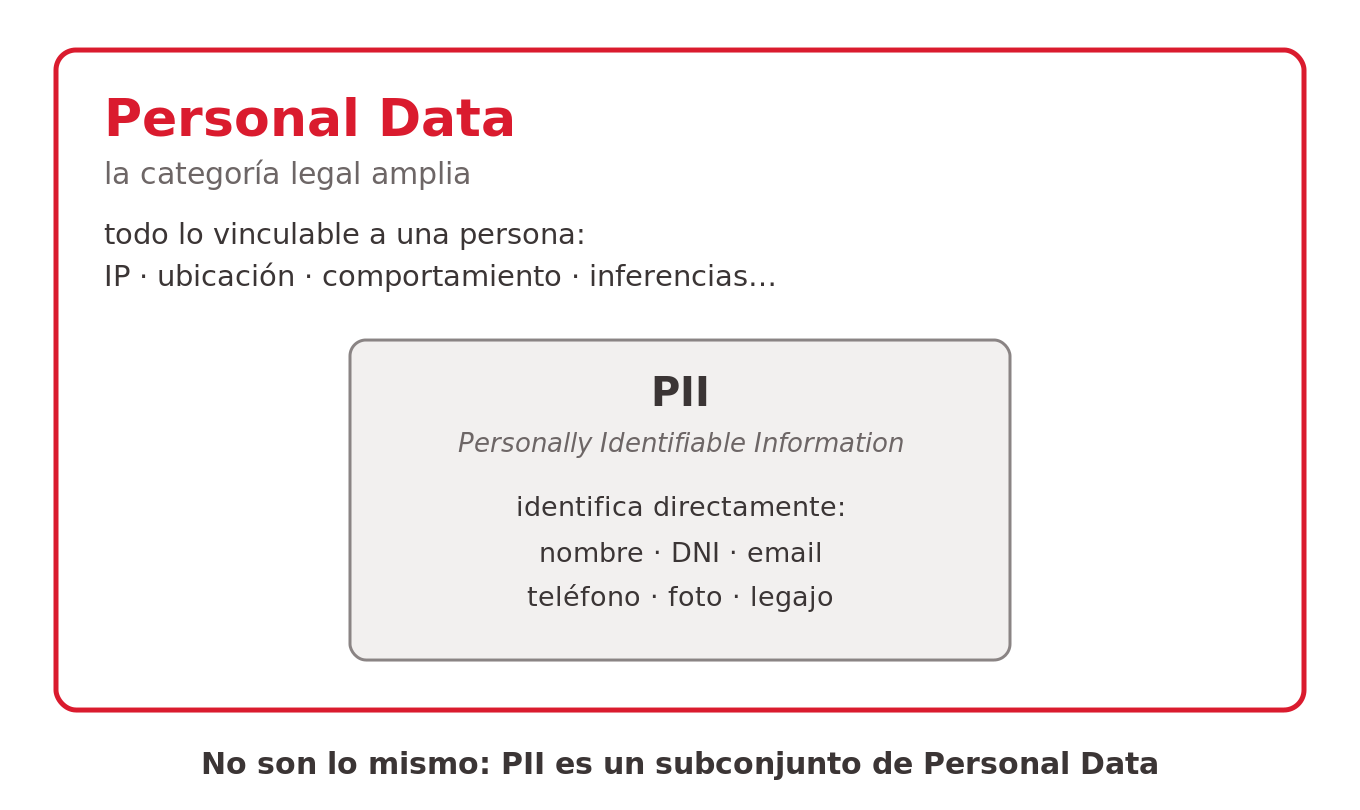 Personal Data
la categoría legal amplia
todo lo vinculable a una persona:
IP · ubicación · comportamiento · inferencias…
PII
Personally Identifiable Information
identifica directamente:
nombre · DNI · email
teléfono · foto · legajo
No son lo mismo: PII es un subconjunto de Personal Data